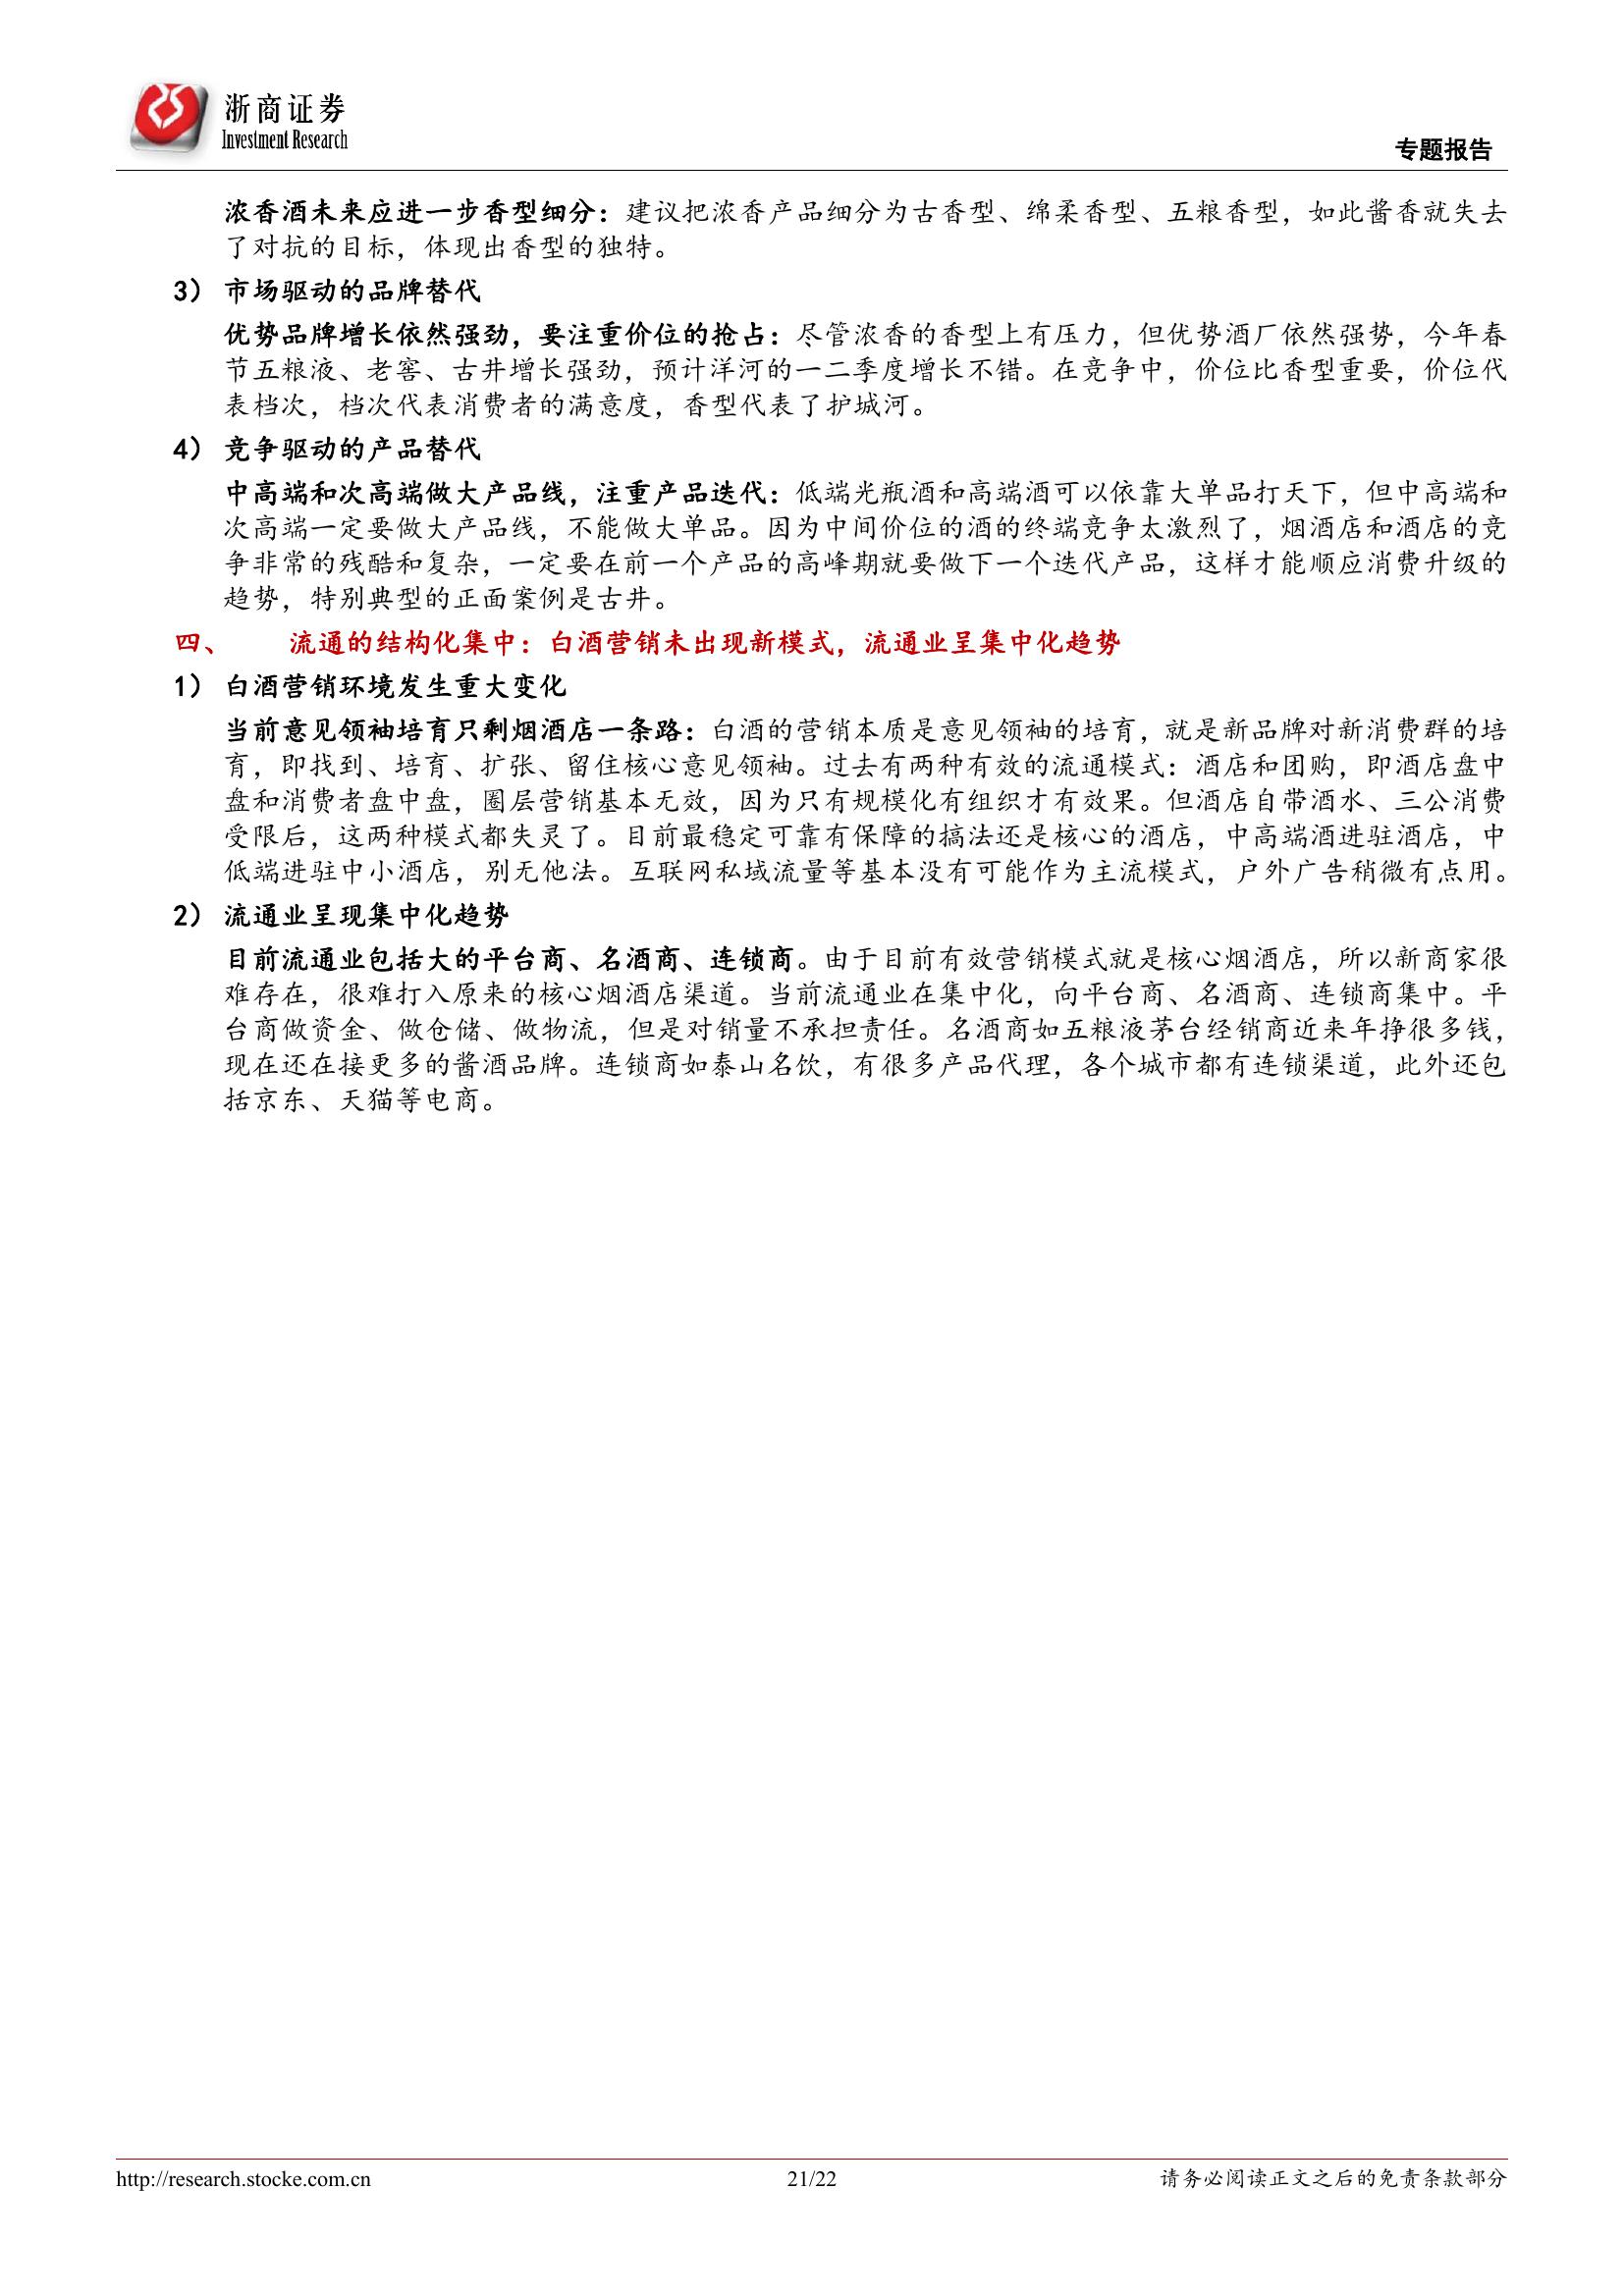 浙商证券
Investment Research
专题报告
浓香酒未来应进一步香型细分：建议把浓香产品细分为古香型、绵柔香型、五粮香型，如此酱香就失去
了对抗的目标，体现出香型的独特。
3） 市场驱动的品牌替代
优势品牌增长依然强劲，要注重价位的抢占：尽管浓香的香型上有压力，但优势酒厂依然强势，今年春
节五粮液、老窖、古井增长强劲，预计洋河的一二季度增长不错。在竞争中，价位比香型重要，价位代
表档次，档次代表消费者的满意度，香型代表了护城河。
4） 竞争驱动的产品替代
中高端和次高端做大产品线，注重产品迭代：低端光瓶酒和高端酒可以依靠大单品打天下，但中高端和
次高端一定要做大产品线，不能做大单品。因为中间价位的酒的终端竞争太激烈了，烟酒店和酒店的竞
争非常的残酷和复杂，一定要在前一个产品的高峰期就要做下一个迭代产品，这样才能顺应消费升级的
趋势，特别典型的正面案例是古井。
四、 流通的结构化集中：白酒营销未出现新模式，流通业呈集中化趋势
1） 白酒营销环境发生重大变化
当前意见领袖培育只剩烟酒店一条路：白酒的营销本质是意见领袖的培育，就是新品牌对新消费群的培
育，即找到、培育、扩张、留住核心意见领袖。过去有两种有效的流通模式：酒店和团购，即酒店盘中
盘和消费者盘中盘，圈层营销基本无效，因为只有规模化有组织才有效果。但酒店自带酒水、三公消费
受限后，这两种模式都失灵了。目前最稳定可靠有保障的搞法还是核心的酒店，中高端酒进驻酒店，中
低端进驻中小酒店，别无他法。互联网私域流量等基本没有可能作为主流模式，户外广告稍微有点用。
2） 流通业呈现集中化趋势
目前流通业包括大的平台商、名酒商、连锁商。由于目前有效营销模式就是核心烟酒店，所以新商家很
难存在，很难打入原来的核心烟酒店渠道。当前流通业在集中化，向平台商、名酒商、连锁商集中。平
台商做资金、做仓储、做物流，但是对销量不承担责任。名酒商如五粮液茅台经销商近来年挣很多钱，
现在还在接更多的酱酒品牌。连锁商如泰山名饮，有很多产品代理，各个城市都有连锁渠道，此外还包
括京东、天猫等电商。
http://research.stocke.com.cn
21/22
请务必阅读正文之后的免责条款部分